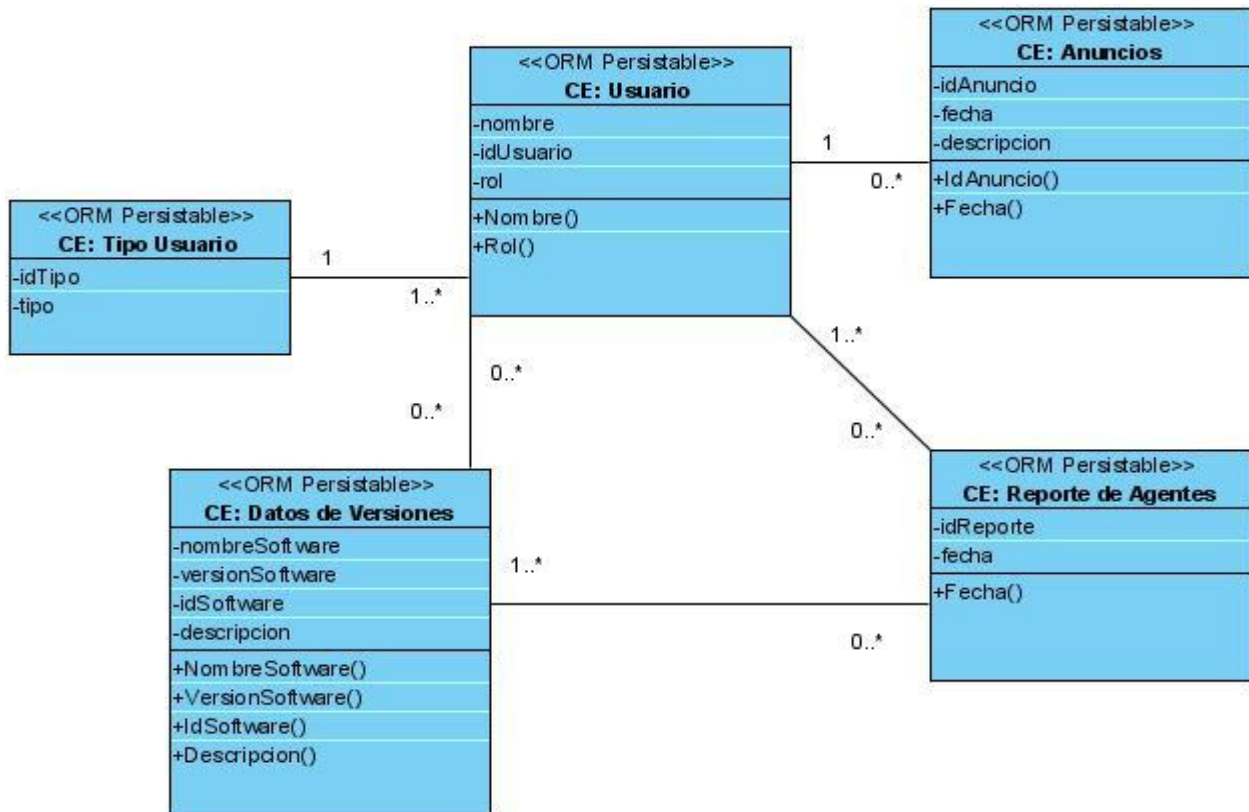 <<ORM Persistable>>
CE: Anuncios
-idAnuncio
-fecha
-descripcion
+IdAnuncio()
+Fecha()
<<ORM Persistable>>
CE: Usuario
-nombre
-idUsuario
-rol
+Nombre()
+Rol()
1
0..*
<<ORM Persistable>>
CE: Tipo Usuario
-idTipo
-tipo
1
1..*
0..*
0..*
1..*
0..*
<<ORM Persistable>>
CE: Datos de Versiones
-nombreSoftware
-versionSoftware
-idSoftware
-descripcion
+NombreSoftware()
+VersionSoftware()
+IdSoftware()
+Descripcion()
1..*
0..*
<<ORM Persistable>>
CE: Reporte de Agentes
-idReporte
-fecha
+Fecha()